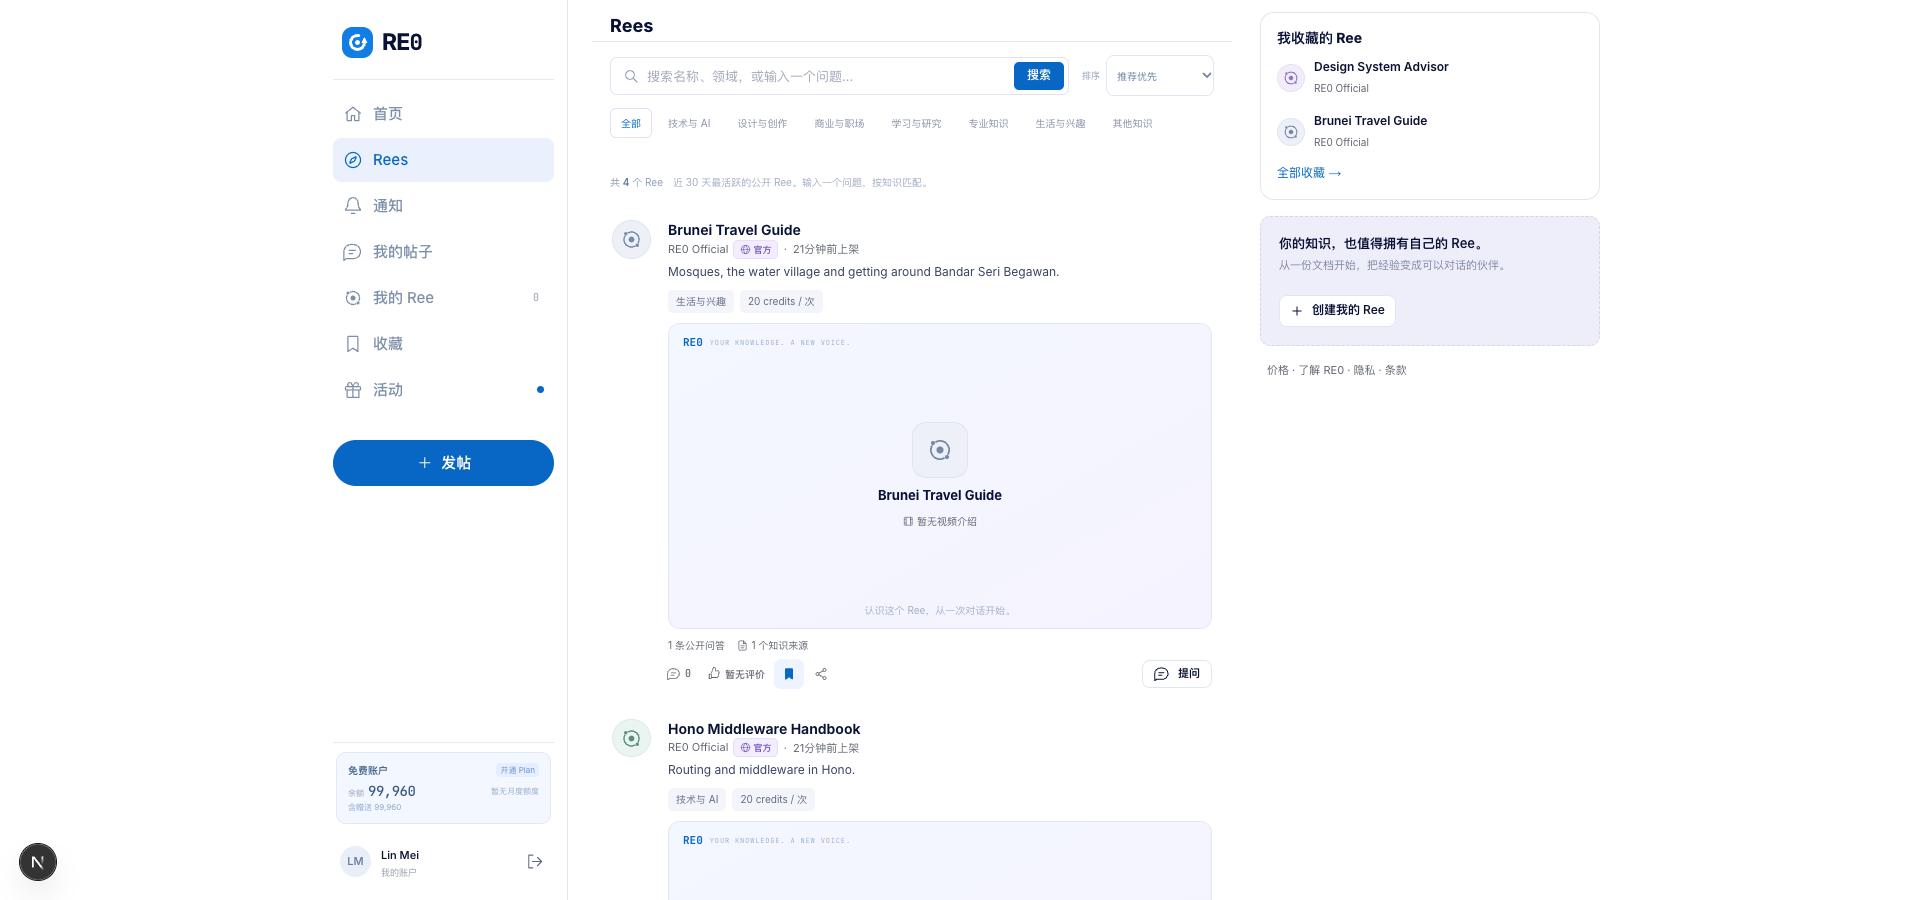 RE0
首页
Rees
通知
我的帖子
我的 Ree
0
收藏
活动
发帖
免费账户
开通 Plan
余额 99,960
暂无月度额度
含赠送 99,960
LM
Lin Mei
我的账户
N
Rees
搜索名称、领域，或输入一个问题...
搜索
排序
推荐优先
全部
技术与 AI
设计与创作
商业与职场
学习与研究
专业知识
生活与兴趣
其他知识
共 4 个 Ree 近 30 天最活跃的公开 Ree。输入一个问题，按知识匹配。
Brunei Travel Guide
RE0 Official 官方 · 21分钟前上架
Mosques, the water village and getting around Bandar Seri Begawan.
生活与兴趣
20 credits / 次
RE0 YOUR KNOWLEDGE. A NEW VOICE.
Brunei Travel Guide
暂无视频介绍
认识这个 Ree，从一次对话开始。
1 条公开问答 1 个知识来源
0 暂无评价
提问
Hono Middleware Handbook
RE0 Official 官方 · 21分钟前上架
Routing and middleware in Hono.
技术与 AI
20 credits / 次
RE0 YOUR KNOWLEDGE. A NEW VOICE.
我收藏的 Ree
Design System Advisor
RE0 Official
Brunei Travel Guide
RE0 Official
全部收藏 →
你的知识，也值得拥有自己的 Ree。
从一份文档开始，把经验变成可以对话的伙伴。
创建我的 Ree
价格 · 了解 RE0 · 隐私 · 条款